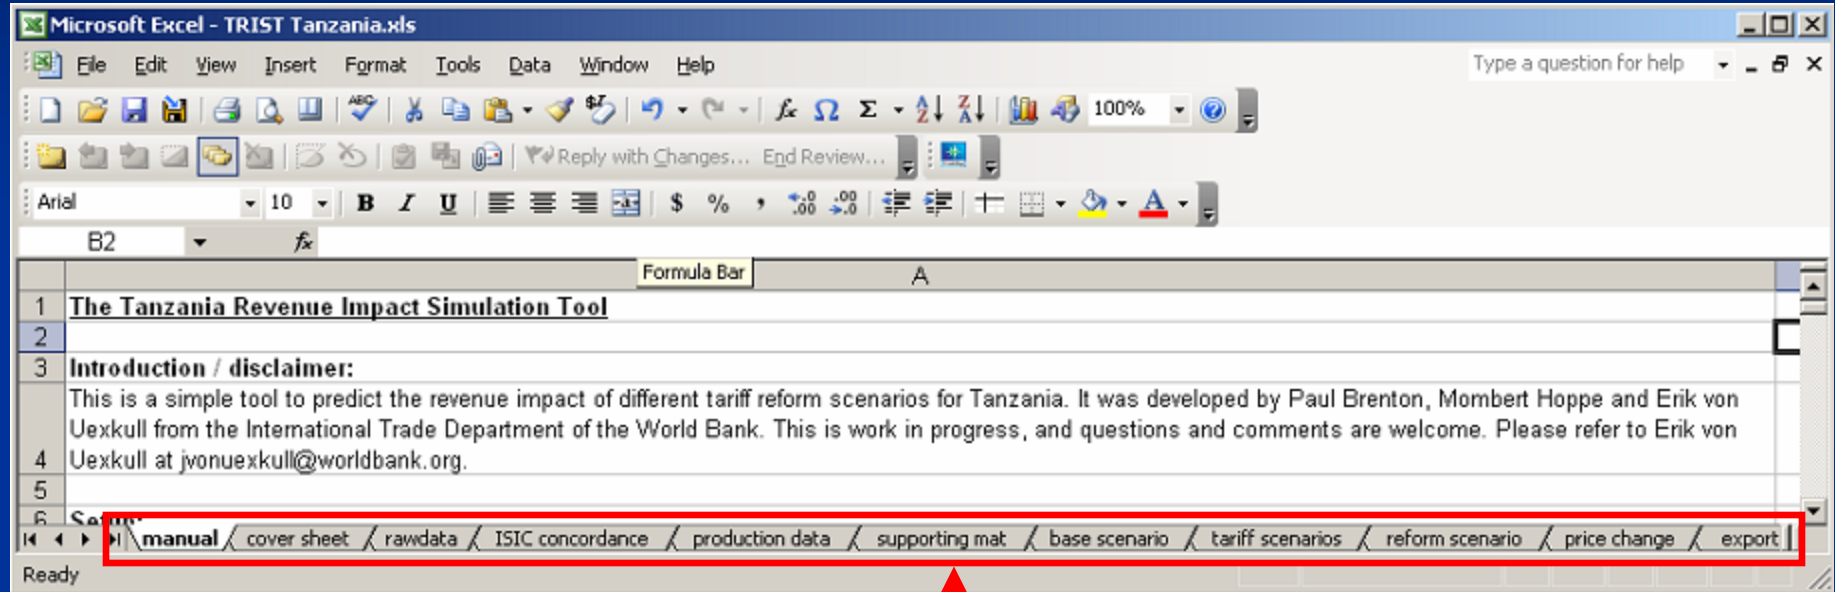 Microsoft Excel - TRIST Tanzania.xls
File Edit View Insert Format Tools Data Window Help Type a question for help
ABC Σ A Z Z A 100%
Reply with Changes... End Review...
Arial 10 B I U $ % , .00 .00 A
B2 fx
Formula Bar
A
1 The Tanzania Revenue Impact Simulation Tool
2
3 Introduction / disclaimer:
This is a simple tool to predict the revenue impact of different tariff reform scenarios for Tanzania. It was developed by Paul Brenton, Mombert Hoppe and Erik von
Uexkull from the International Trade Department of the World Bank. This is work in progress, and questions and comments are welcome. Please refer to Erik von
4 Uexkull at jvonuexkull@worldbank.org.
5
6
manual cover sheet rawdata ISIC concordance production data supporting mat base scenario tariff scenarios reform scenario price change export
Ready